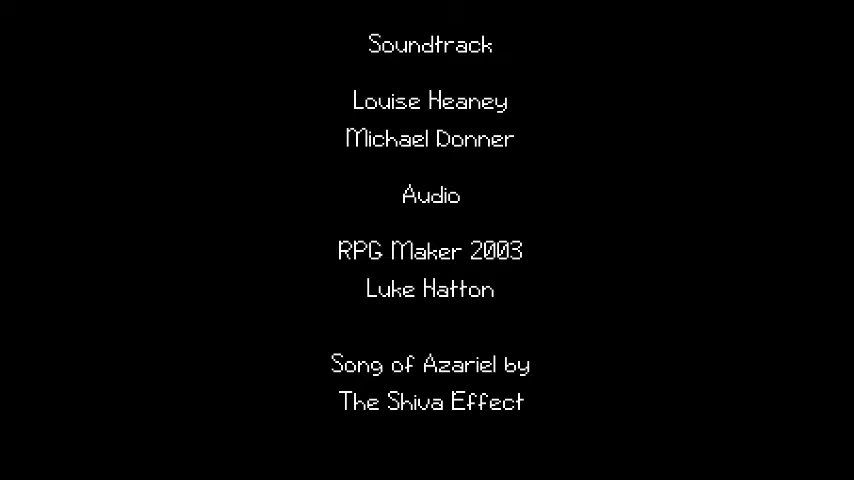 Soundtrack
Louise Heaney
Michael Donner
Audio
RPG Maker 2003
Luke Hatton
Song of Azariel by
The Shiva Effect